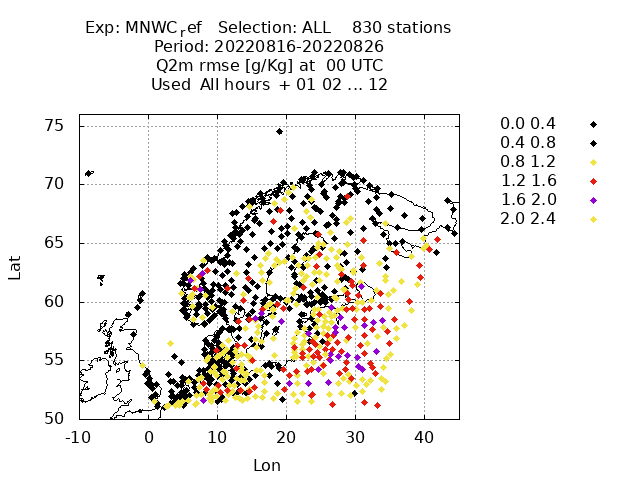 Exp: MNWCref   Selection: ALL    830 stations
Period: 20220816-20220826
Q2m rmse [g/Kg] at  00 UTC
Used  All hours  + 01 02 ... 12
0.0 0.4
0.4 0.8
0.8 1.2
1.2 1.6
1.6 2.0
2.0 2.4
75
70
65
60
55
50
Lat
-10 0 10 20 30 40
Lon